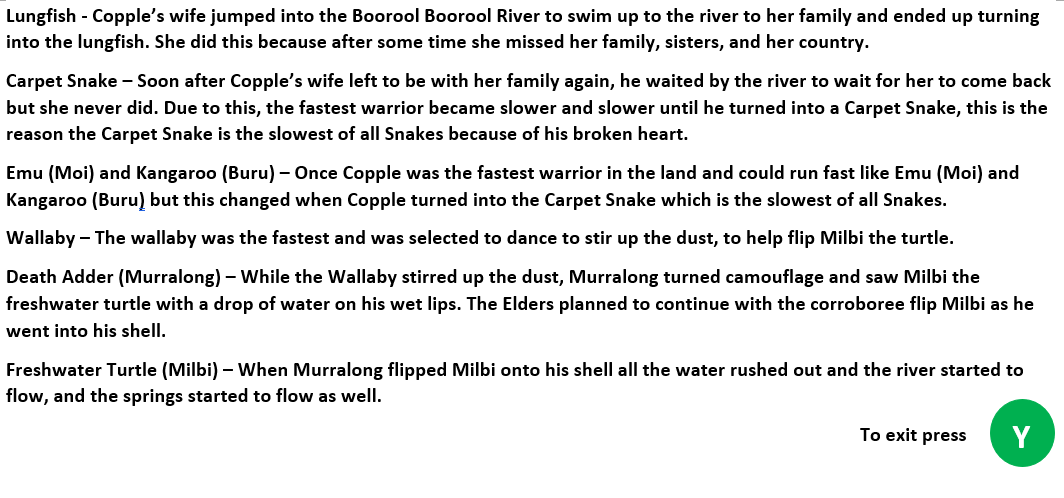 Lungfish - Copple's wife jumped into the Boorool Boorool River to swim up to the river to her family and ended up turning
into the lungfish. She did this because after some time she missed her family, sisters, and her country.
Carpet Snake – Soon after Copple's wife left to be with her family again, he waited by the river to wait for her to come back
but she never did. Due to this, the fastest warrior became slower and slower until he turned into a Carpet Snake, this is the
reason the Carpet Snake is the slowest of all Snakes because of his broken heart.
Emu (Moi) and Kangaroo (Buru) – Once Copple was the fastest warrior in the land and could run fast like Emu (Moi) and
Kangaroo (Buru) but this changed when Copple turned into the Carpet Snake which is the slowest of all Snakes.
Wallaby – The wallaby was the fastest and was selected to dance to stir up the dust, to help flip Milbi the turtle.
Death Adder (Murralong) – While the Wallaby stirred up the dust, Murralong turned camouflage and saw Milbi the
freshwater turtle with a drop of water on his wet lips. The Elders planned to continue with the corroboree flip Milbi as he
went into his shell.
Freshwater Turtle (Milbi) – When Murralong flipped Milbi onto his shell all the water rushed out and the river started to
flow, and the springs started to flow as well.
To exit press Y